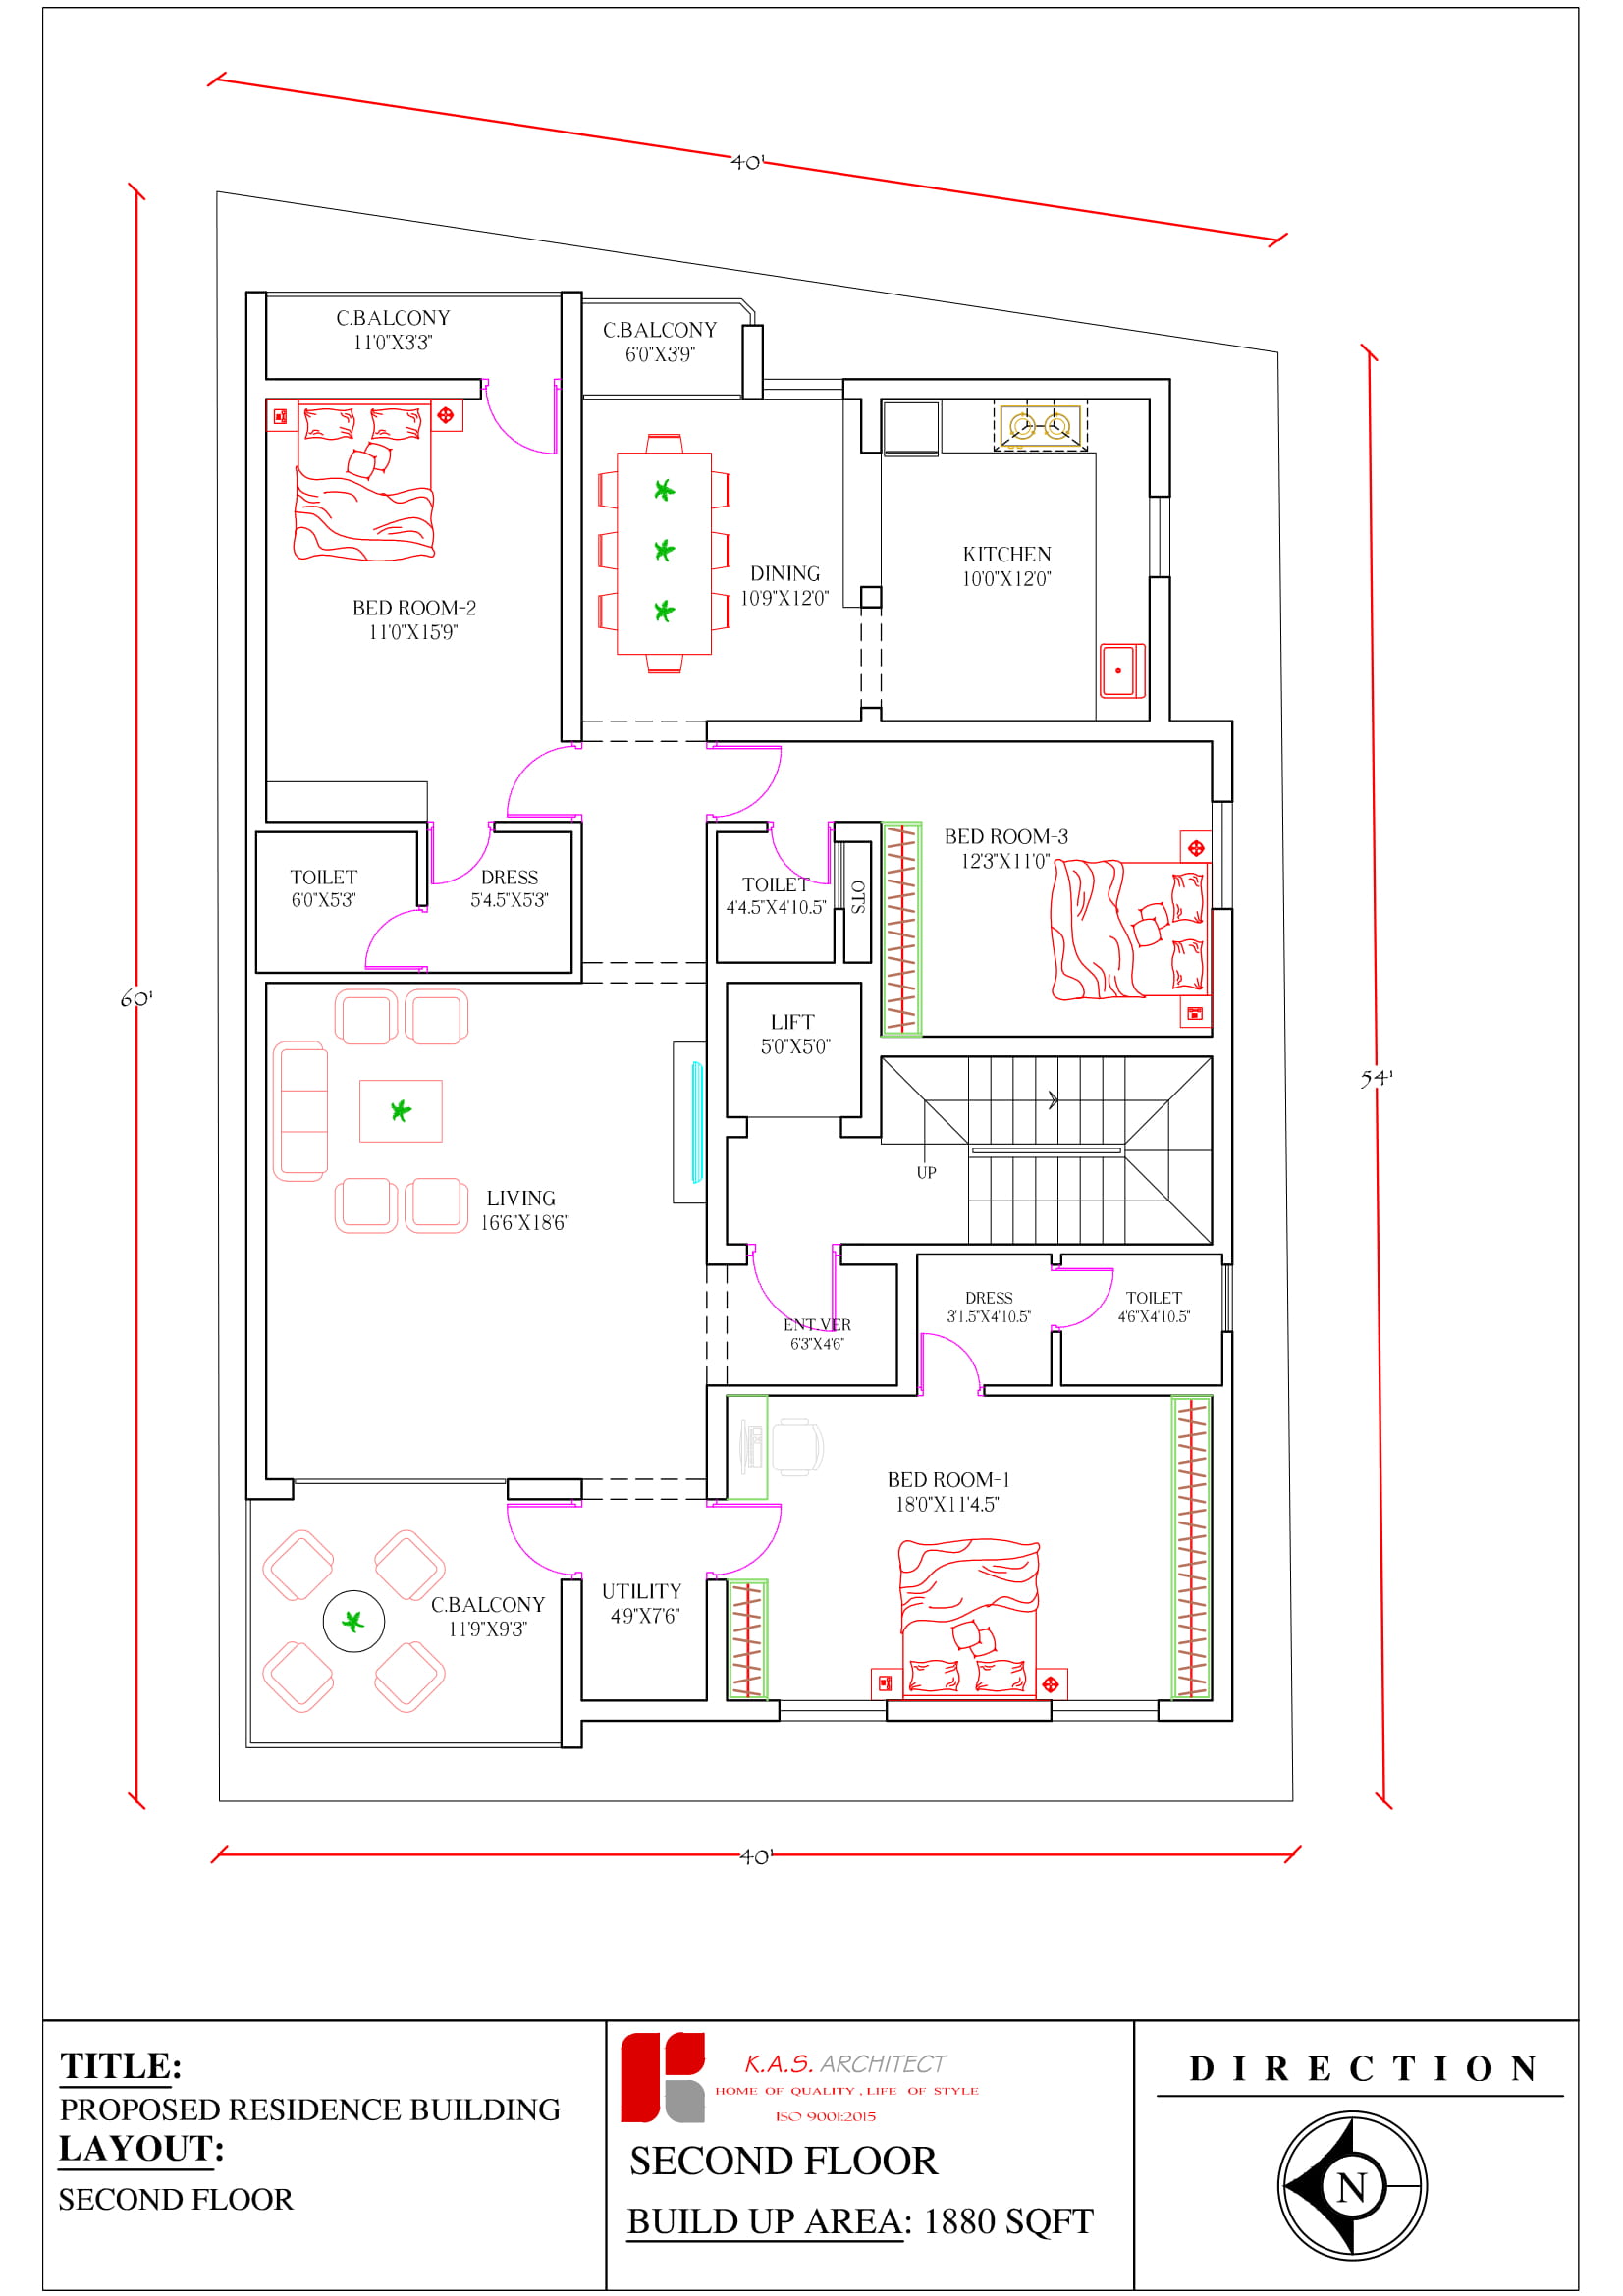 40'
C.BALCONY
11'0"X3'3"
C.BALCONY
6'0"X3'9"
KITCHEN
10'0"X12'0"
DINING
10'9"X12'0"
BED ROOM-2
11'0"X15'9"
BED ROOM-3
12'3"X11'0"
TOILET
6'0"X5'3"
DRESS
5'4.5"X5'3"
TOILET
4'4.5"X4'10.5"
OTS
60'
LIFT
5'0"X5'0"
54'
UP
LIVING
16'6"X18'6"
ENT.VER
6'3"X4'6"
DRESS
3'1.5"X4'10.5"
TOILET
4'6"X4'10.5"
BED ROOM-1
18'0"X11'4.5"
UTILITY
4'9"X7'6"
C.BALCONY
11'9"X9'3"
40'
TITLE:
PROPOSED RESIDENCE BUILDING
LAYOUT:
SECOND FLOOR
K.A.S. ARCHITECT
HOME OF QUALITY , LIFE OF STYLE
ISO 9001:2015
SECOND FLOOR
BUILD UP AREA: 1880 SQFT
DIRECTION
N